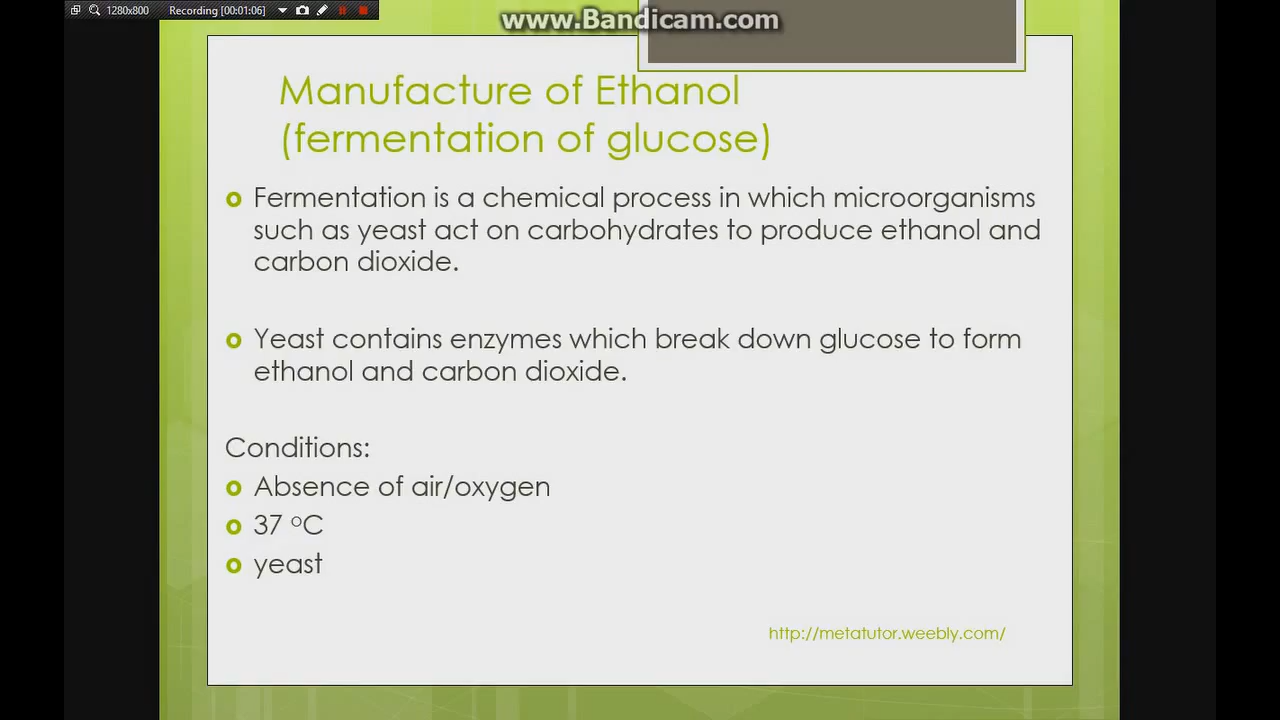 1280x800 Recording [00:01:06]
www.Bandicam.com
Manufacture of Ethanol
(fermentation of glucose)
Fermentation is a chemical process in which microorganisms
such as yeast act on carbohydrates to produce ethanol and
carbon dioxide.
Yeast contains enzymes which break down glucose to form
ethanol and carbon dioxide.
Conditions:
Absence of air/oxygen
37 °C
yeast
http://metatutor.weebly.com/